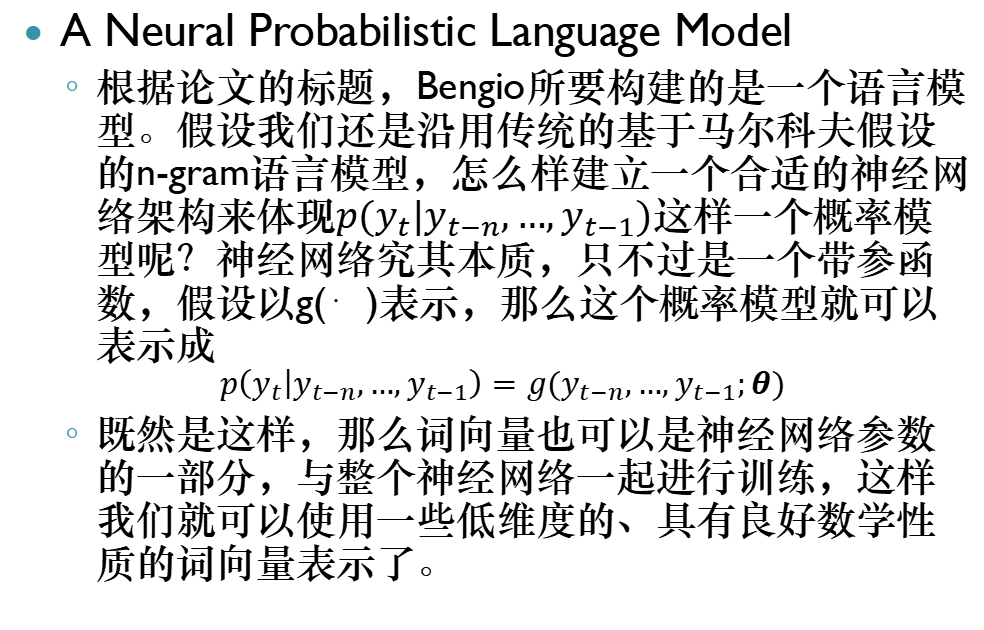 • A Neural Probabilistic Language Model
◦ 根据论文的标题，Bengio所要构建的是一个语言模
型。假设我们还是沿用传统的基于马尔科夫假设
的n-gram语言模型，怎么样建立一个合适的神经网
络架构来体现𝑝(𝑦ₜ|𝑦ₜ₋ₙ, …, 𝑦ₜ₋₁)这样一个概率模
型呢？神经网络究其本质，只不过是一个带参函
数，假设以g(· )表示，那么这个概率模型就可以
表示成
𝑝(𝑦ₜ|𝑦ₜ₋ₙ, …, 𝑦ₜ₋₁) = 𝑔(𝑦ₜ₋ₙ, …, 𝑦ₜ₋₁; 𝜽)
◦ 既然是这样，那么词向量也可以是神经网络参数
的一部分，与整个神经网络一起进行训练，这样
我们就可以使用一些低维度的、具有良好数学性
质的词向量表示了。